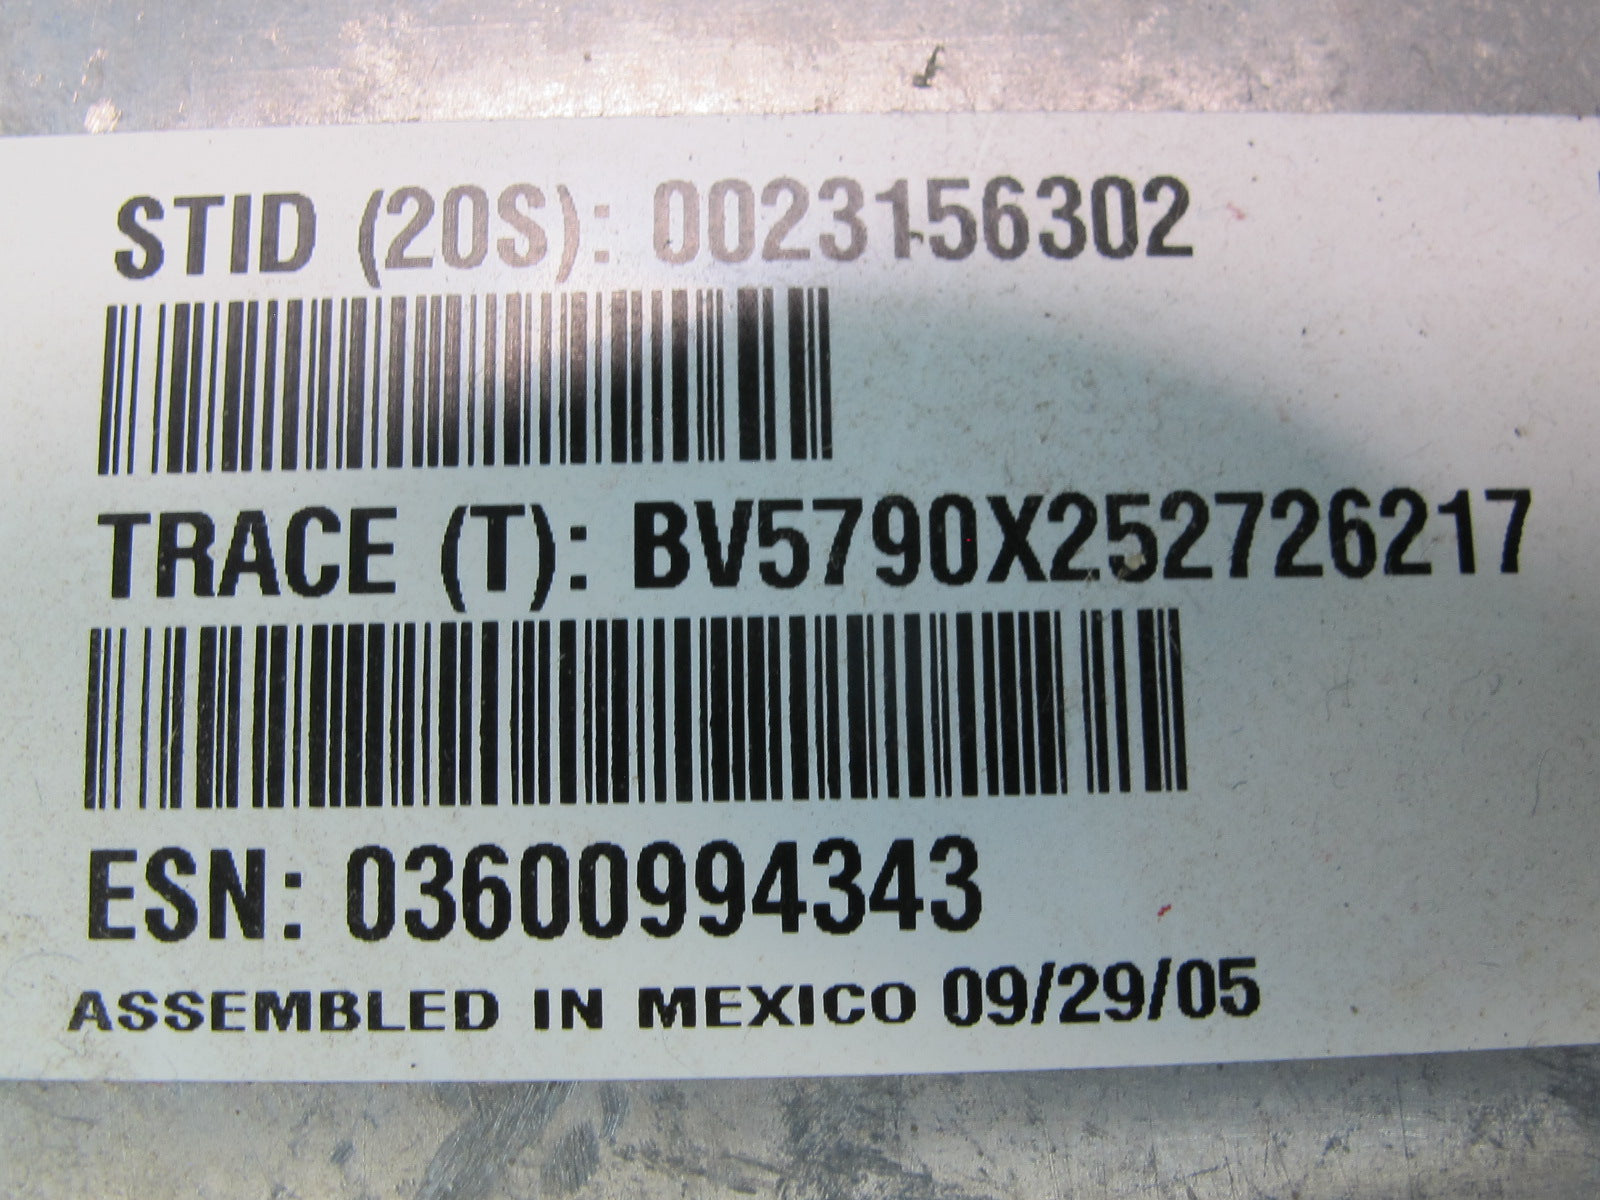 STID (20S): 0023156302
TRACE (T): BV5790X252726217
ESN: 03600994343
ASSEMBLED IN MEXICO 09/29/05